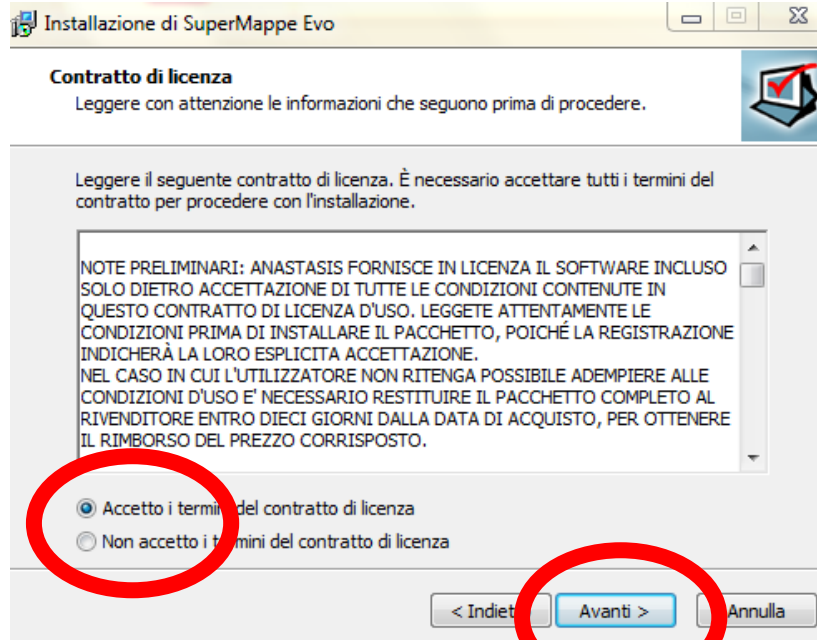 Installazione di SuperMappe Evo
Contratto di licenza
Leggere con attenzione le informazioni che seguono prima di procedere.
Leggere il seguente contratto di licenza. È necessario accettare tutti i termini del
contratto per procedere con l'installazione.
NOTE PRELIMINARI: ANASTASIS FORNISCE IN LICENZA IL SOFTWARE INCLUSO
SOLO DIETRO ACCETTAZIONE DI TUTTE LE CONDIZIONI CONTENUTE IN
QUESTO CONTRATTO DI LICENZA D'USO. LEGGETE ATTENTAMENTE LE
CONDIZIONI PRIMA DI INSTALLARE IL PACCHETTO, POICHÉ LA REGISTRAZIONE
INDICHERÀ LA LORO ESPLICITA ACCETTAZIONE.
NEL CASO IN CUI L'UTILIZZATORE NON RITENGA POSSIBILE ADEMPIERE ALLE
CONDIZIONI D'USO E' NECESSARIO RESTITUIRE IL PACCHETTO COMPLETO AL
RIVENDITORE ENTRO DIECI GIORNI DALLA DATA DI ACQUISTO, PER OTTENERE
IL RIMBORSO DEL PREZZO CORRISPOSTO.
Accetto i termini del contratto di licenza
Non accetto i termini del contratto di licenza
< Indietro Avanti > Annulla